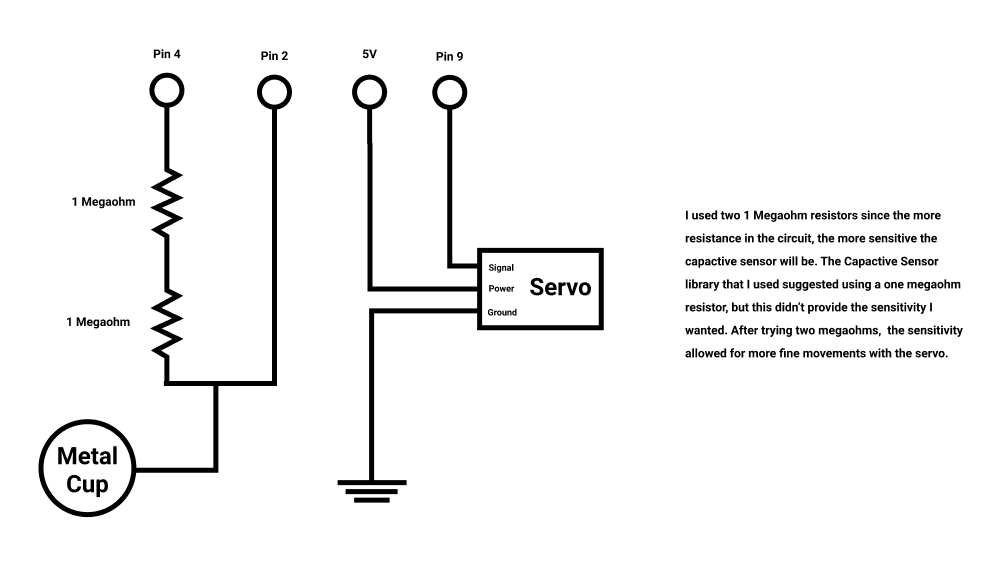 Pin 4
Pin 2
5V
Pin 9
1 Megaohm
1 Megaohm
Signal
Power
Ground
Servo
Metal
Cup
I used two 1 Megaohm resistors since the more
resistance in the circuit, the more sensitive the
capactive sensor will be. The Capactive Sensor
library that I used suggested using a one megaohm
resistor, but this didn’t provide the sensitivity I
wanted. After trying two megaohms,  the sensitivity
allowed for more fine movements with the servo.